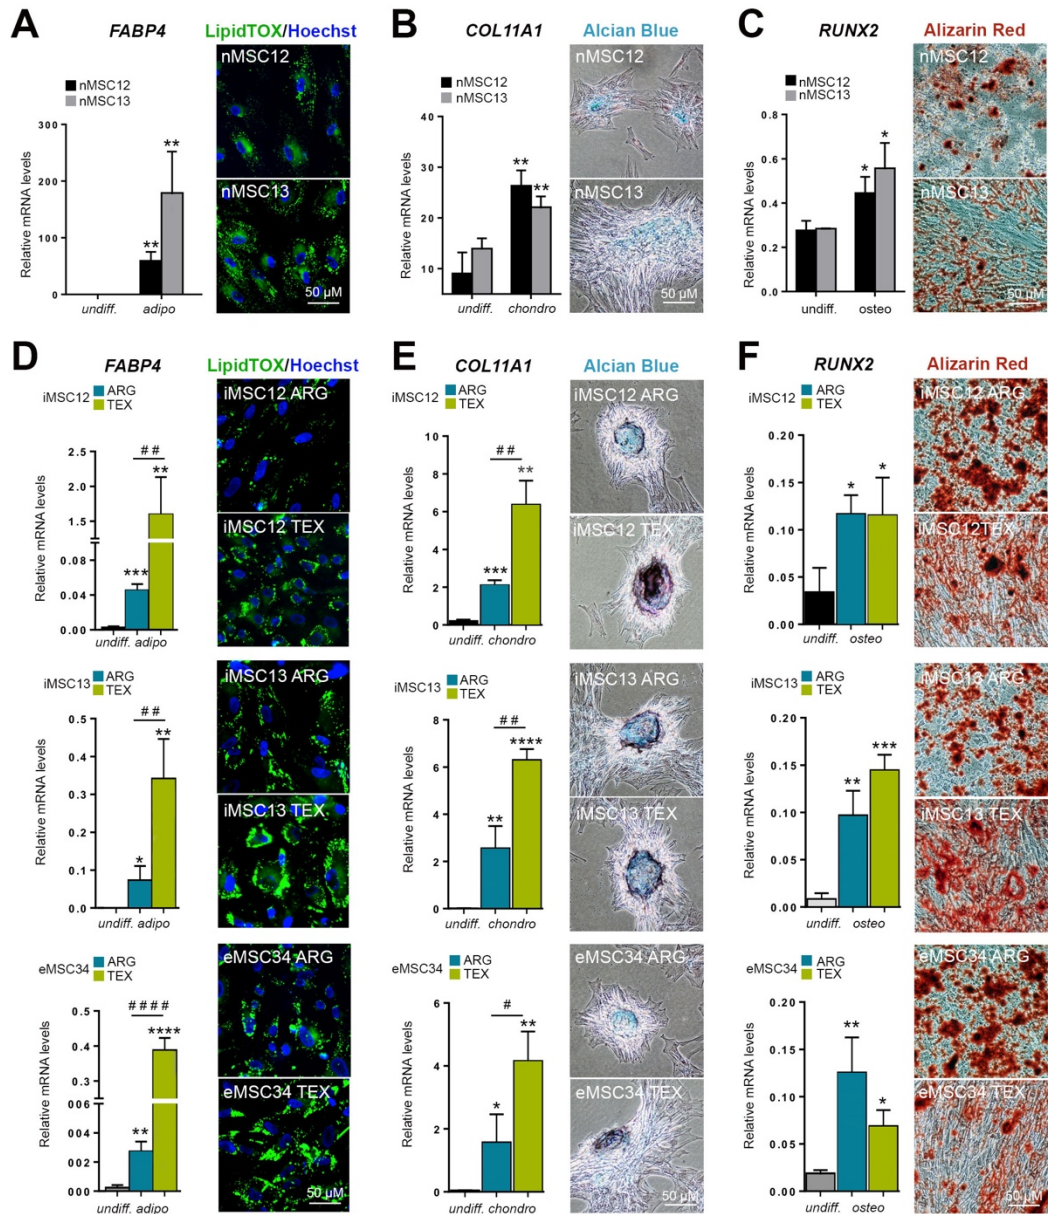 A
FABP4
LipidTOX/Hoechst
nMSC12
nMSC13
Relative mRNA levels
300
200
100
0
**
**
undiff.
adipo
nMSC12
nMSC13
50 µM
B
COL11A1
Alcian Blue
nMSC12
nMSC13
Relative mRNA levels
40
30
20
10
**
**
undiff.
chondro
nMSC12
nMSC13
50 µM
C
RUNX2
Alizarin Red
nMSC12
nMSC13
Relative mRNA levels
0.8
0.6
0.4
0.2
0.0
*
*
undiff.
osteo
nMSC12
nMSC13
50 µM
D
FABP4
LipidTOX/Hoechst
iMSC12
ARG
TEX
Relative mRNA levels
2.5
1.5
0.5
0.08
0.04
0.00
# #
***
**
undiff. adipo
iMSC12 ARG
iMSC12 TEX
iMSC13
ARG
TEX
Relative mRNA levels
0.5
0.4
0.3
0.2
0.1
0.0
# #
*
**
undiff. adipo
iMSC13 ARG
iMSC13 TEX
eMSC34
ARG
TEX
Relative mRNA levels
0.5
0.4
0.3
0.2
0.1
0 06
0 04
0 02
0 00
# # # #
**
****
undiff. adipo
eMSC34 ARG
eMSC34 TEX
50 µM
E
COL11A1
Alcian Blue
iMSC12
ARG
TEX
Relative mRNA levels
10
8
6
4
2
0
# #
***
**
undiff. chondro
iMSC12 ARG
iMSC12 TEX
iMSC13
ARG
TEX
Relative mRNA levels
8
6
4
2
0
# #
**
****
undiff. chondro
iMSC13 ARG
iMSC13 TEX
eMSC34
ARG
TEX
Relative mRNA levels
6
4
2
0
#
*
**
undiff. chondro
eMSC34 ARG
eMSC34 TEX
50 µM
F
RUNX2
Alizarin Red
iMSC12
ARG
TEX
Relative mRNA levels
0.20
0.15
0.10
0.05
0.00
*
*
undiff.
osteo
iMSC12 ARG
iMSC12TEX
iMSC13
ARG
TEX
Relative mRNA levels
0.20
0.15
0.10
0.05
0.00
**
***
undiff.
osteo
iMSC13 ARG
iMSC13 TEX
eMSC34
ARG
TEX
Relative mRNA levels
0.20
0.15
0.10
0.05
0.00
**
*
undiff.
osteo
eMSC34 ARG
eMSC34 TEX
50 µM